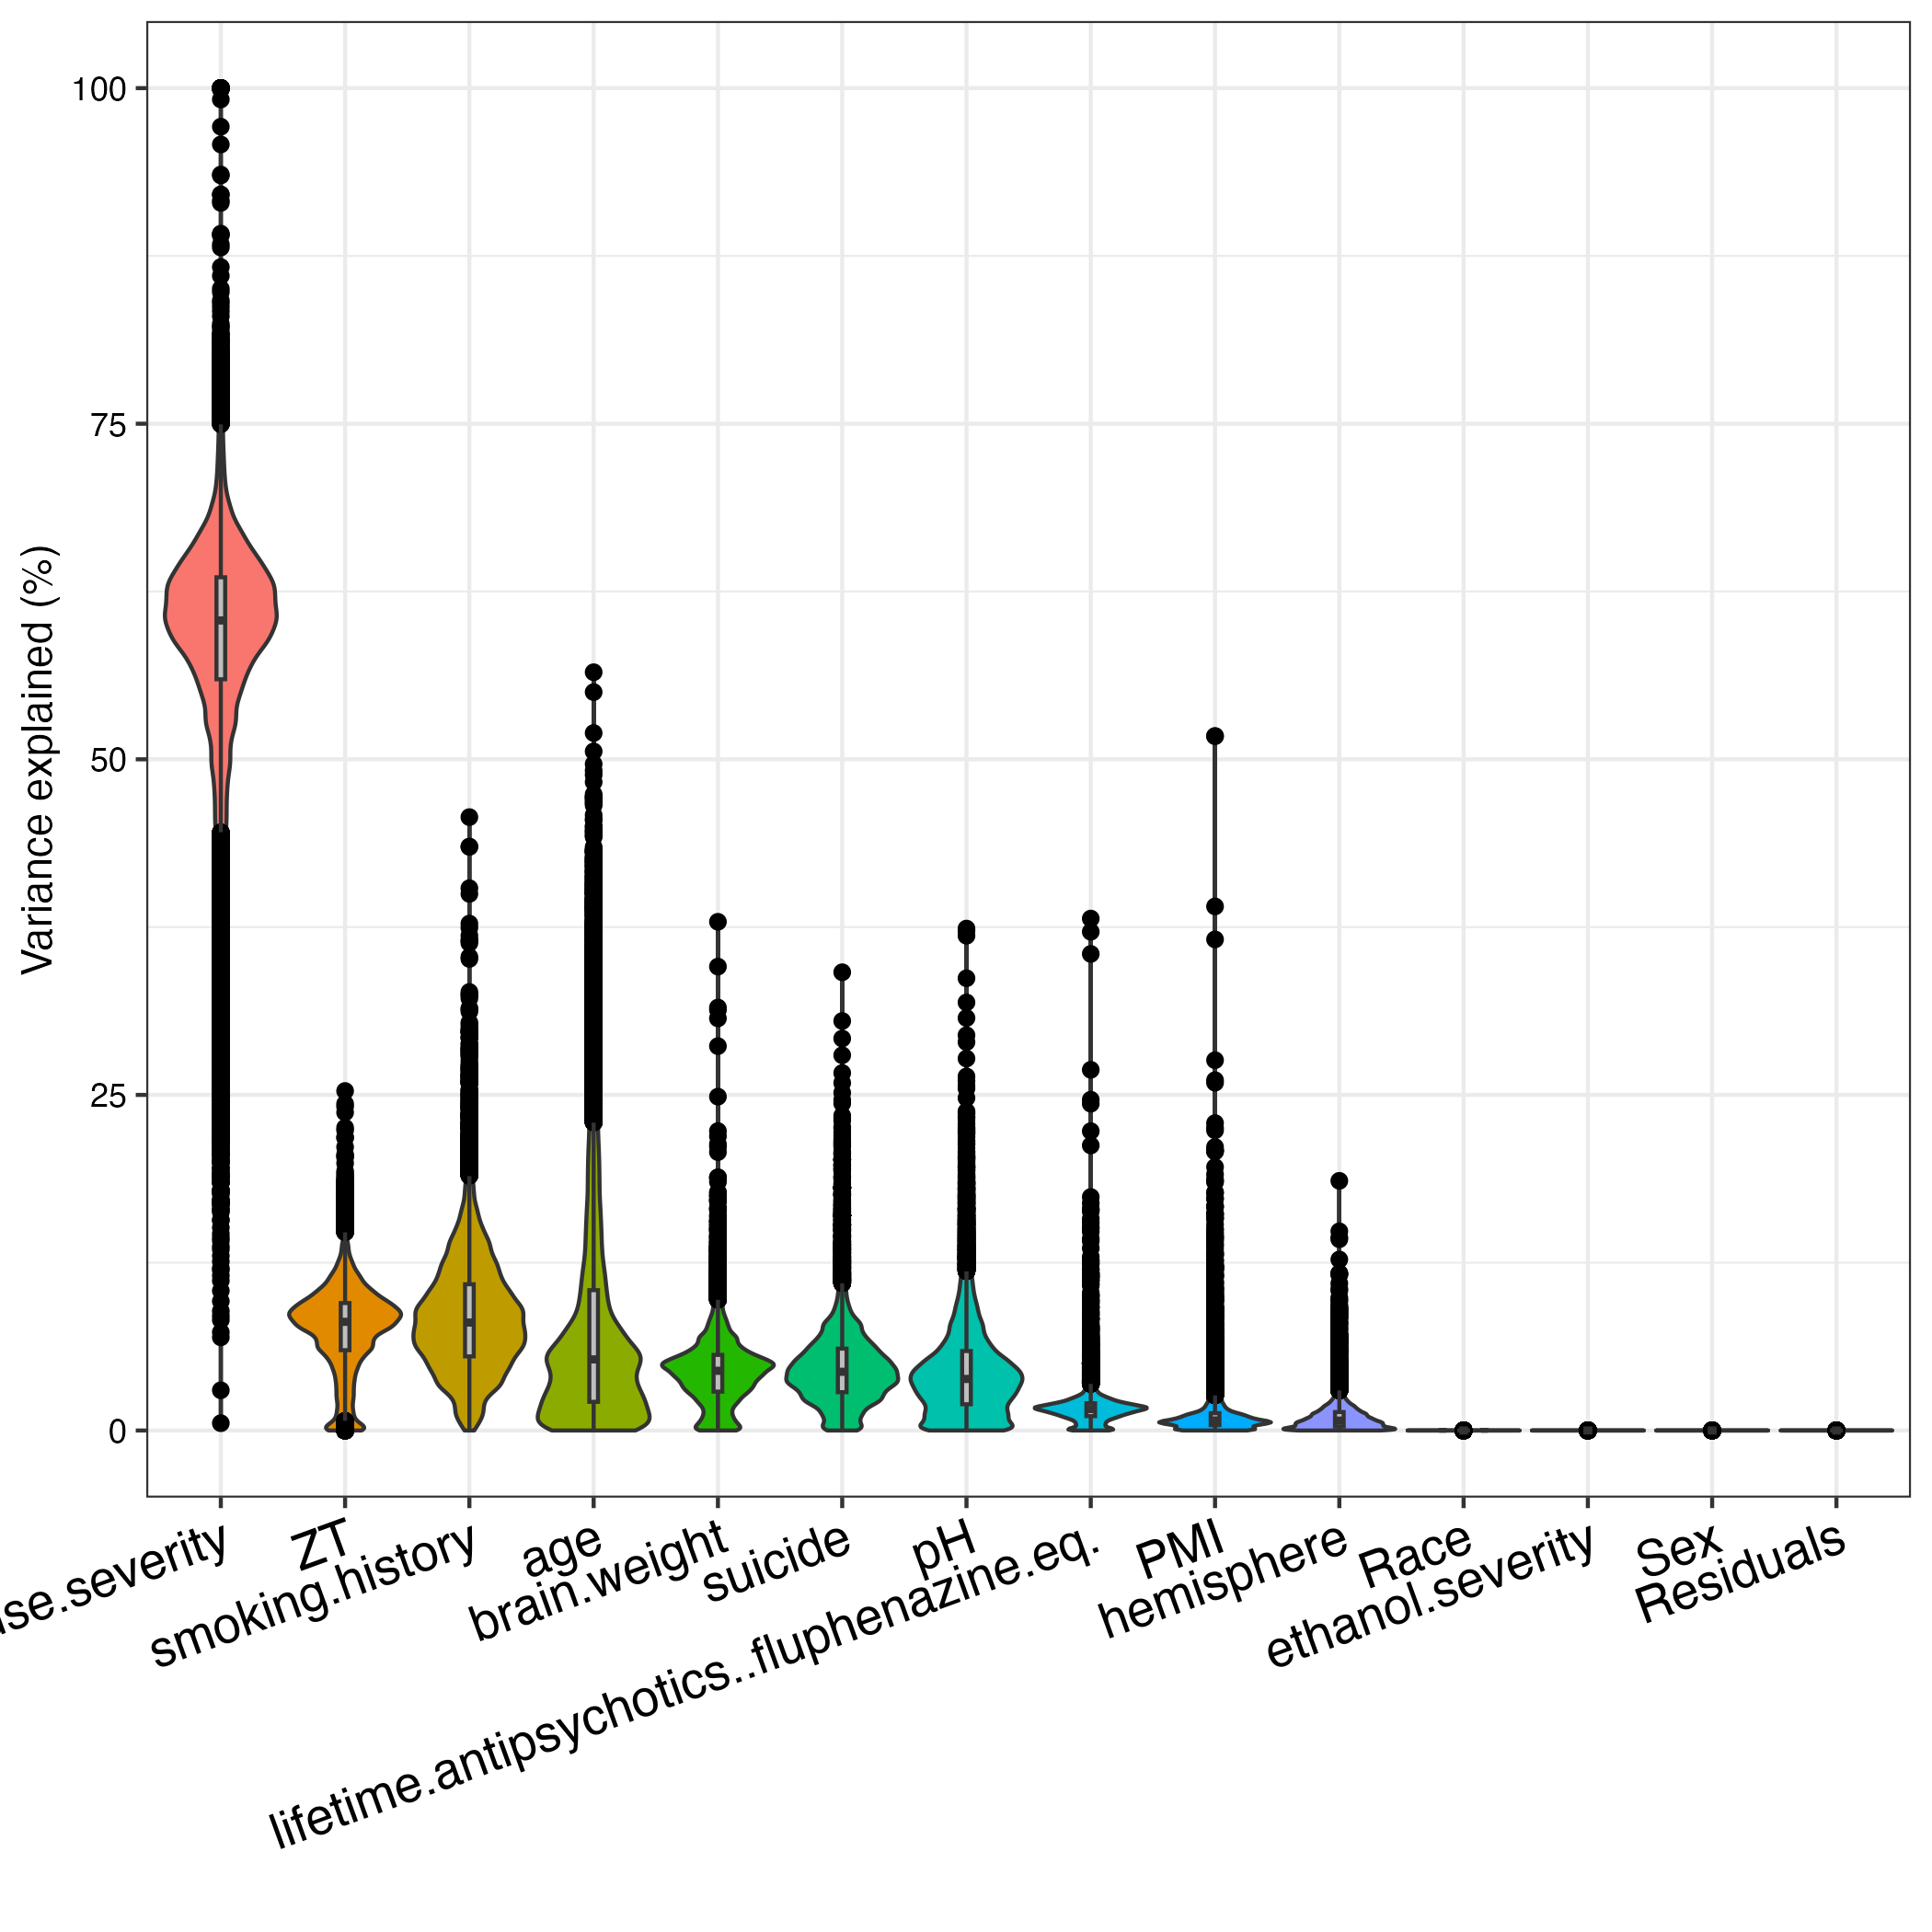 Variance explained (%)
100
75
50
25
0
se.severity
ZT
smoking.history
age
brain.weight
suicide
pH
lifetime.antipsychotics..fluphenazine.eq.
PMI
hemisphere
Race
ethanol.severity
Sex
Residuals